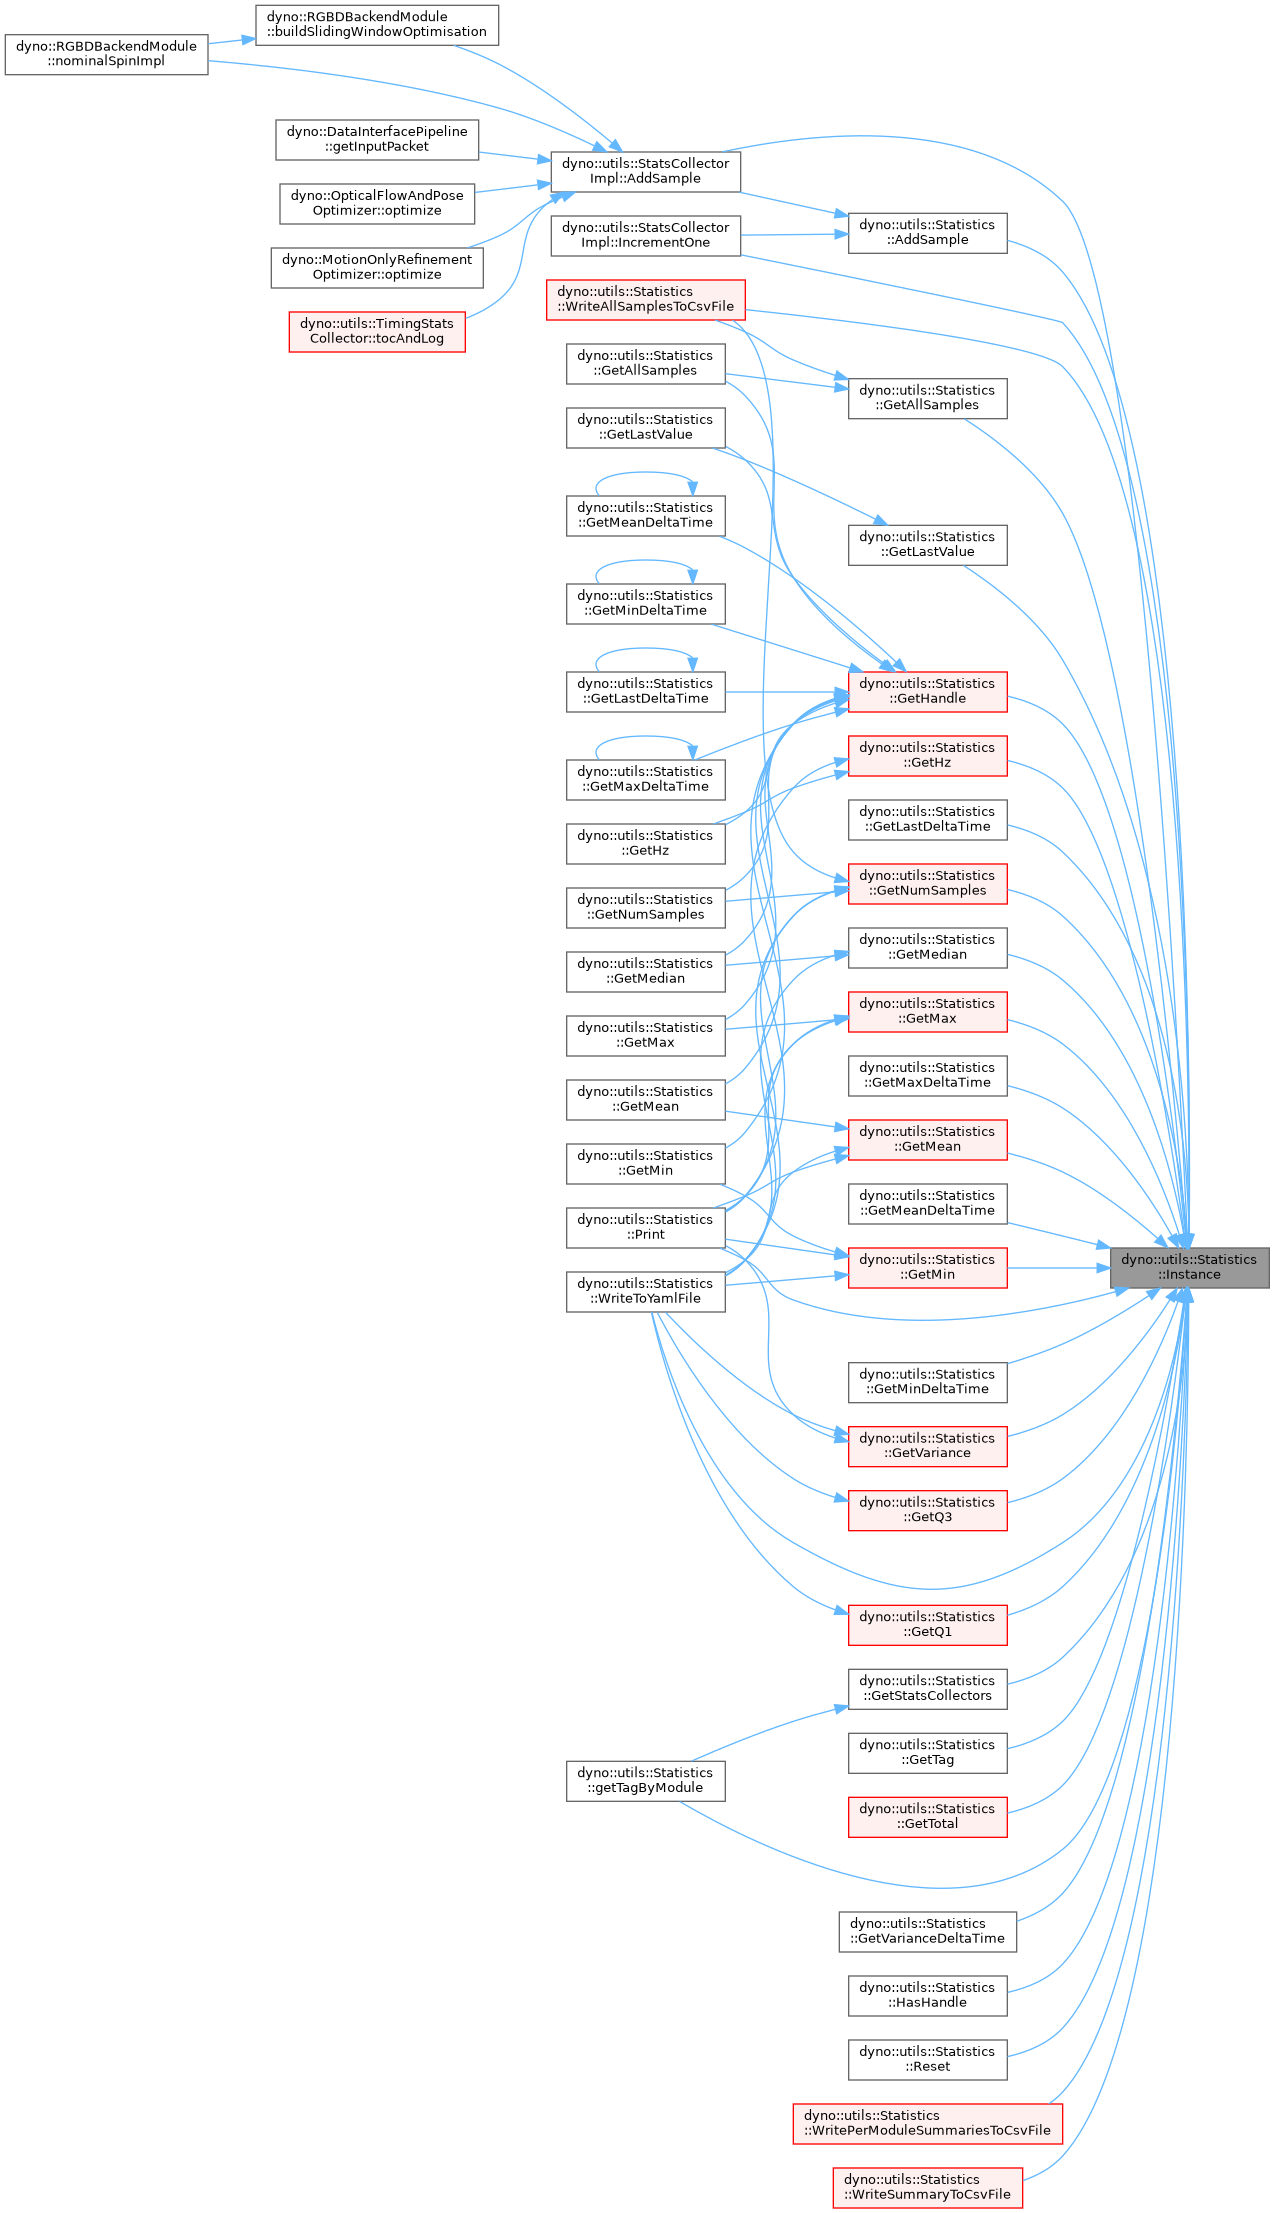 dyno::RGBDBackendModule
::nominalSpinImpl
dyno::RGBDBackendModule
::buildSlidingWindowOptimisation
dyno::DataInterfacePipeline
::getInputPacket
dyno::OpticalFlowAndPose
Optimizer::optimize
dyno::MotionOnlyRefinement
Optimizer::optimize
dyno::utils::TimingStats
Collector::tocAndLog
dyno::utils::StatsCollector
Impl::AddSample
dyno::utils::StatsCollector
Impl::IncrementOne
dyno::utils::Statistics
::WriteAllSamplesToCsvFile
dyno::utils::Statistics
::GetAllSamples
dyno::utils::Statistics
::GetLastValue
dyno::utils::Statistics
::GetMeanDeltaTime
dyno::utils::Statistics
::GetMinDeltaTime
dyno::utils::Statistics
::GetLastDeltaTime
dyno::utils::Statistics
::GetMaxDeltaTime
dyno::utils::Statistics
::GetHz
dyno::utils::Statistics
::GetNumSamples
dyno::utils::Statistics
::GetMedian
dyno::utils::Statistics
::GetMax
dyno::utils::Statistics
::GetMean
dyno::utils::Statistics
::GetMin
dyno::utils::Statistics
::Print
dyno::utils::Statistics
::WriteToYamlFile
dyno::utils::Statistics
::getTagByModule
dyno::utils::Statistics
::AddSample
dyno::utils::Statistics
::GetAllSamples
dyno::utils::Statistics
::GetLastValue
dyno::utils::Statistics
::GetHandle
dyno::utils::Statistics
::GetHz
dyno::utils::Statistics
::GetLastDeltaTime
dyno::utils::Statistics
::GetNumSamples
dyno::utils::Statistics
::GetMedian
dyno::utils::Statistics
::GetMax
dyno::utils::Statistics
::GetMaxDeltaTime
dyno::utils::Statistics
::GetMean
dyno::utils::Statistics
::GetMeanDeltaTime
dyno::utils::Statistics
::GetMin
dyno::utils::Statistics
::GetMinDeltaTime
dyno::utils::Statistics
::GetVariance
dyno::utils::Statistics
::GetQ3
dyno::utils::Statistics
::GetQ1
dyno::utils::Statistics
::GetStatsCollectors
dyno::utils::Statistics
::GetTag
dyno::utils::Statistics
::GetTotal
dyno::utils::Statistics
::GetVarianceDeltaTime
dyno::utils::Statistics
::HasHandle
dyno::utils::Statistics
::Reset
dyno::utils::Statistics
::WritePerModuleSummariesToCsvFile
dyno::utils::Statistics
::WriteSummaryToCsvFile
dyno::utils::Statistics
::Instance